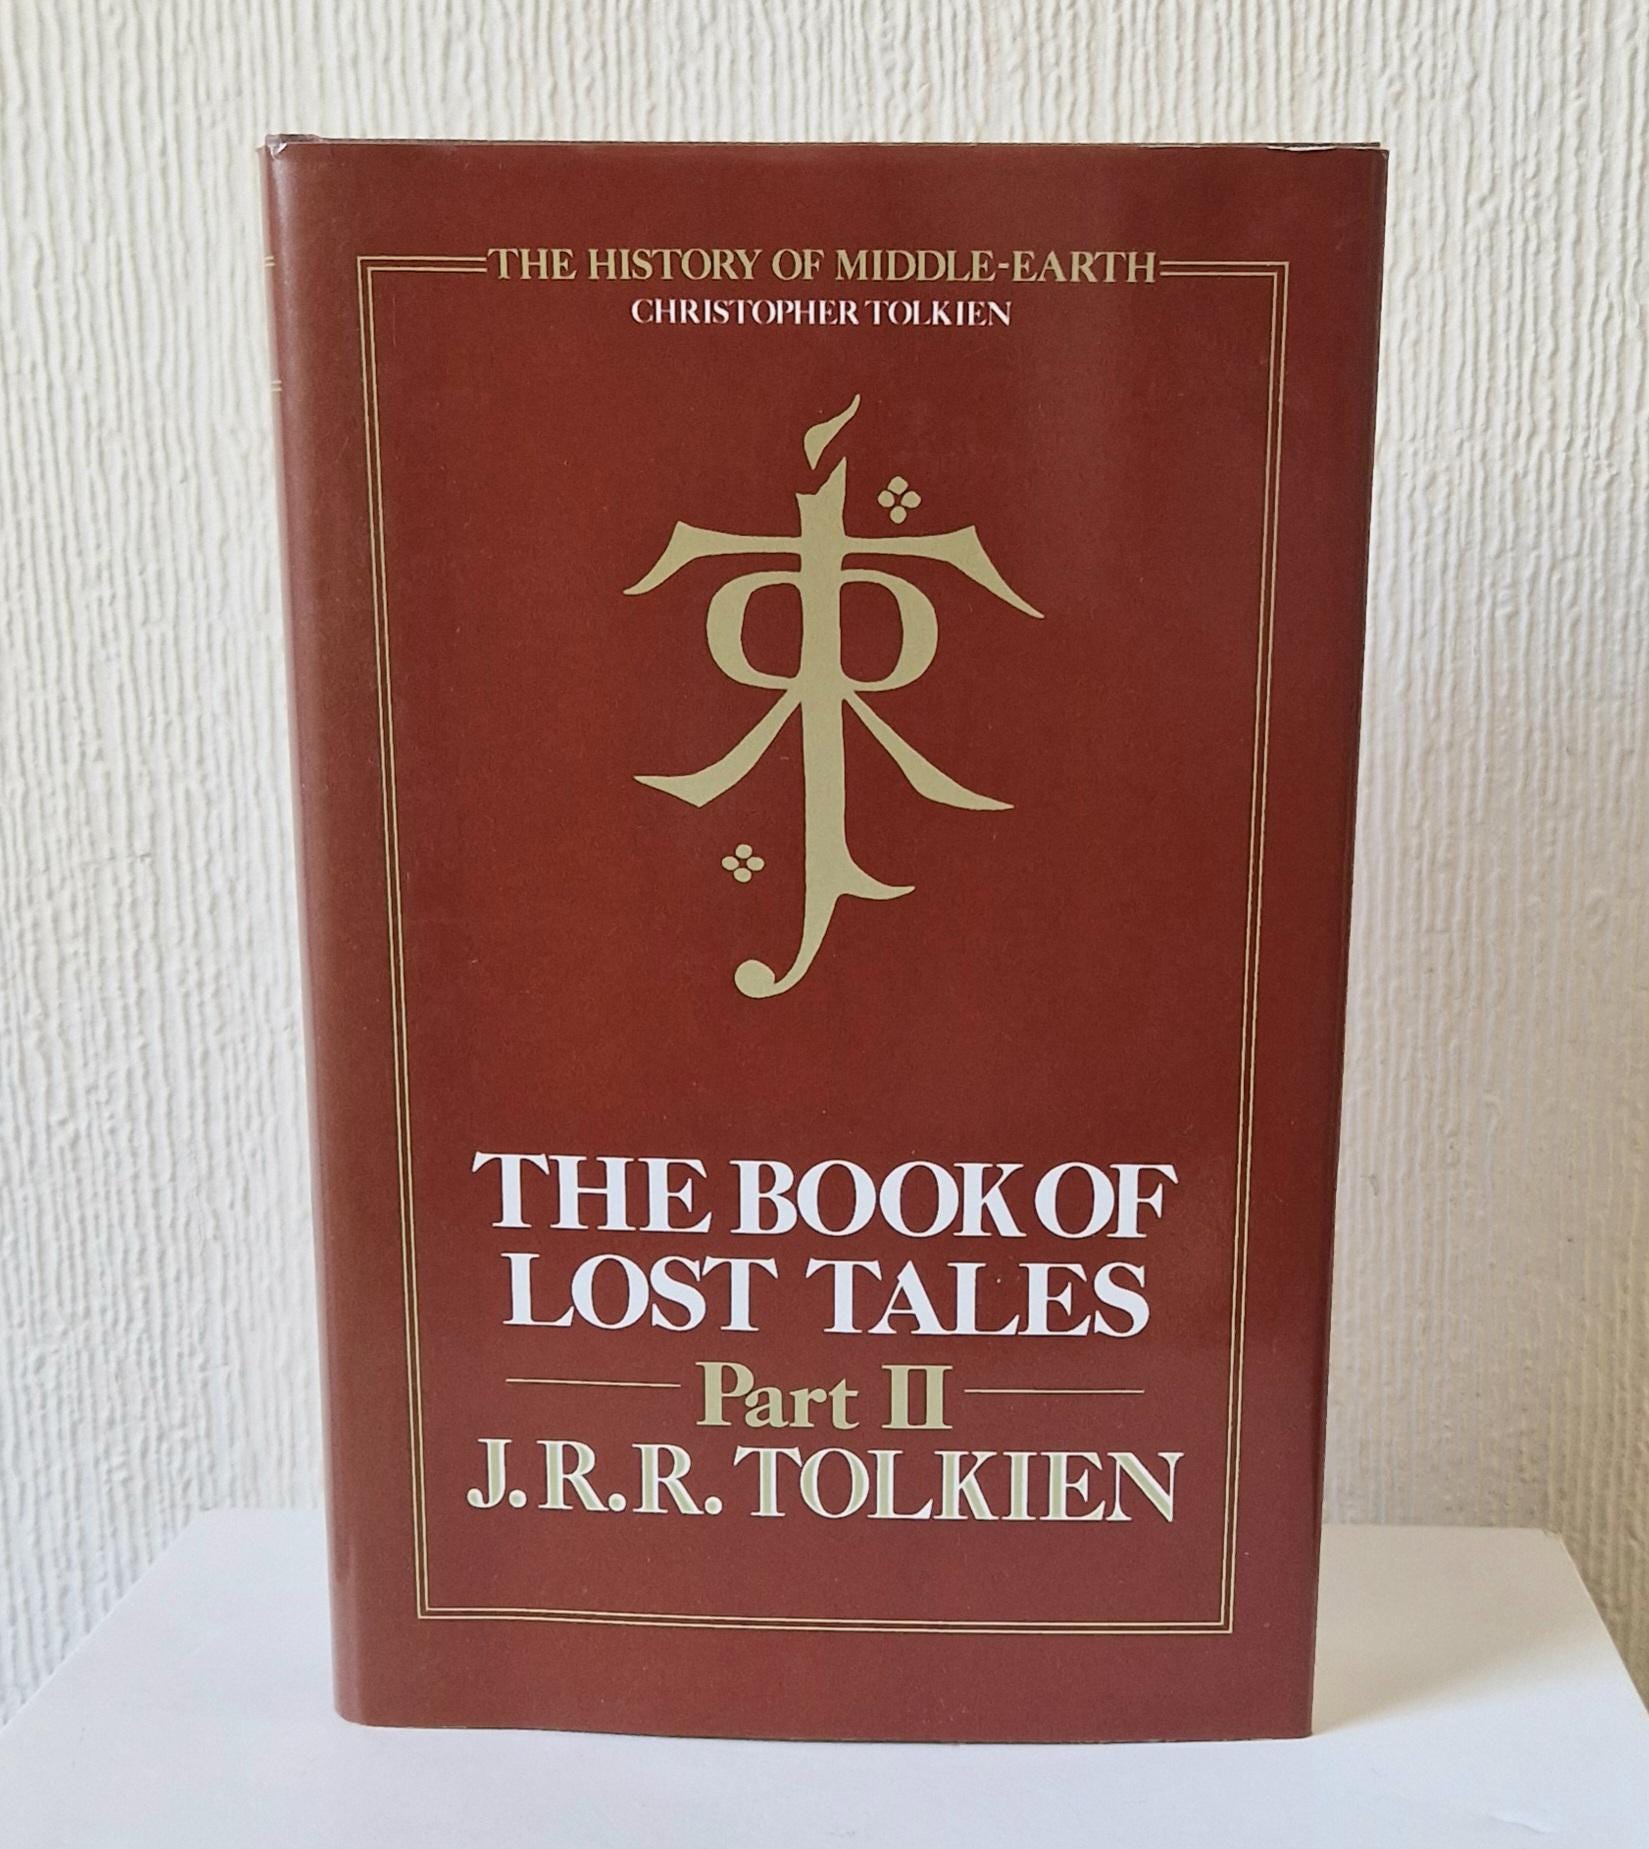 THE HISTORY OF MIDDLE-EARTH
CHRISTOPHER TOLKIEN
THE BOOK OF
LOST TALES
Part II
J.R.R. TOLKIEN